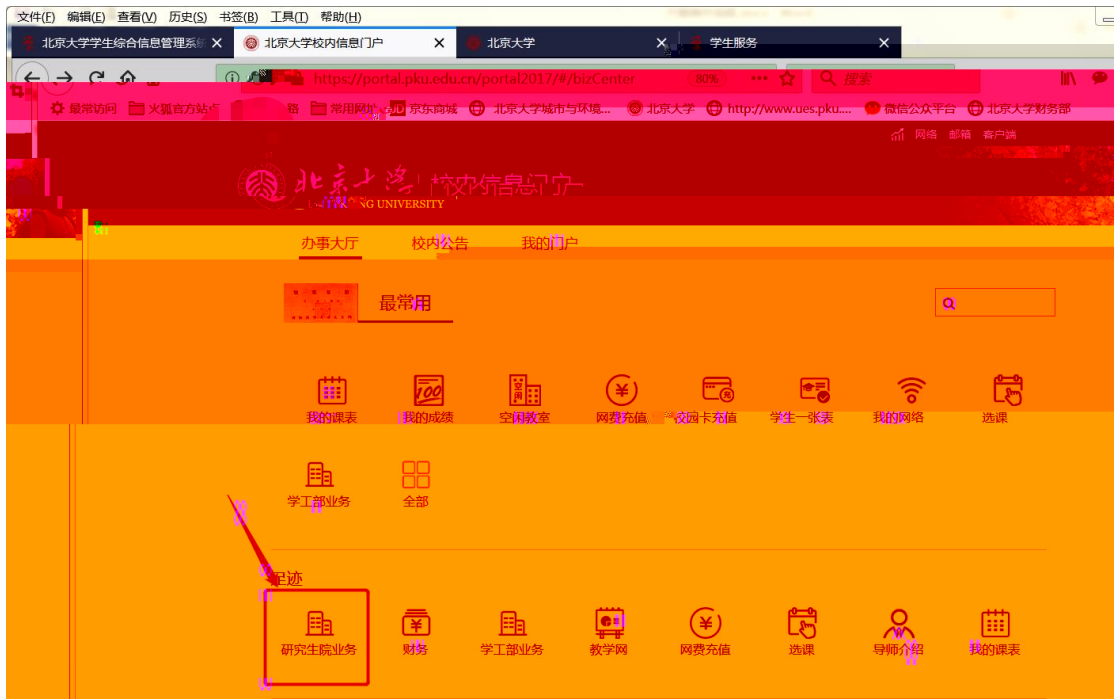 文件(F) 编辑(E) 查看(V) 历史(S) 书签(B) 工具(T) 帮助(H)
北京大学学生综合信息管理系统 北京大学校内信息门户 北京大学 学生服务
https://portal.pku.edu.cn/portal2017/#/bizCenter 80% 搜索
最常访问 火狐官方站点 常用网址 京东商城 北京大学城市与环境... 北京大学 http://www.ues.pku.... 微信公众平台 北京大学财务部
网络 邮箱 客户端
北京大学 校内信息门户
UNIVERSITY
办事大厅 校内公告 我的门户
最常用
我的课表 我的成绩 空闲教室 网费充值 校园卡充值 学生一张表 我的网络 选课
学工部业务 全部
足迹
研究生院业务 财务 学工部业务 教学网 网费充值 选课 导师介绍 我的课表